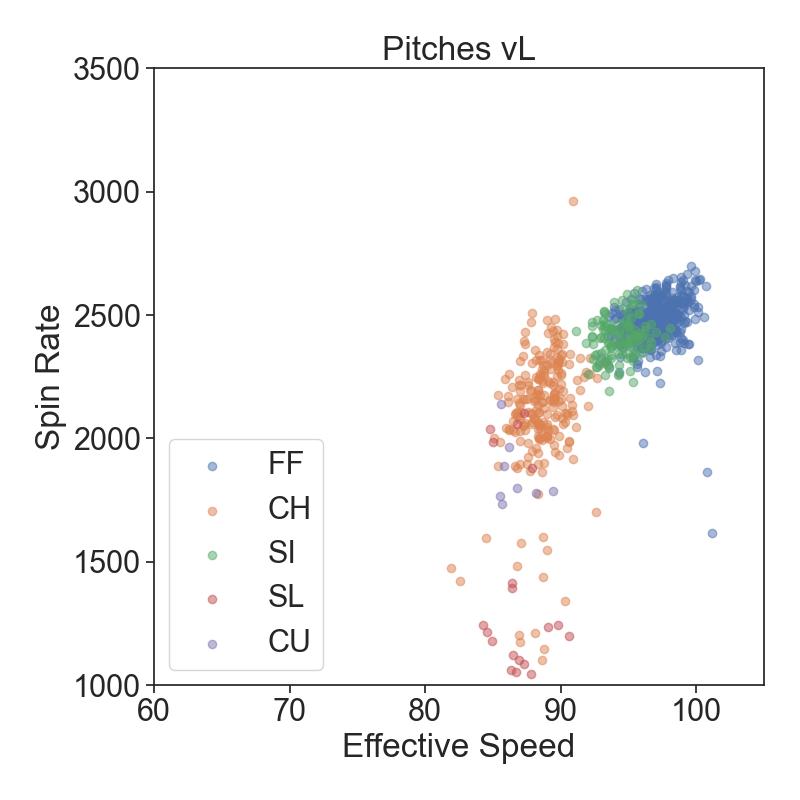 Pitches vL
3500
3000
2500
2000
1500
1000
Spin Rate
FF
CH
SI
SL
CU
60 70 80 90 100
Effective Speed